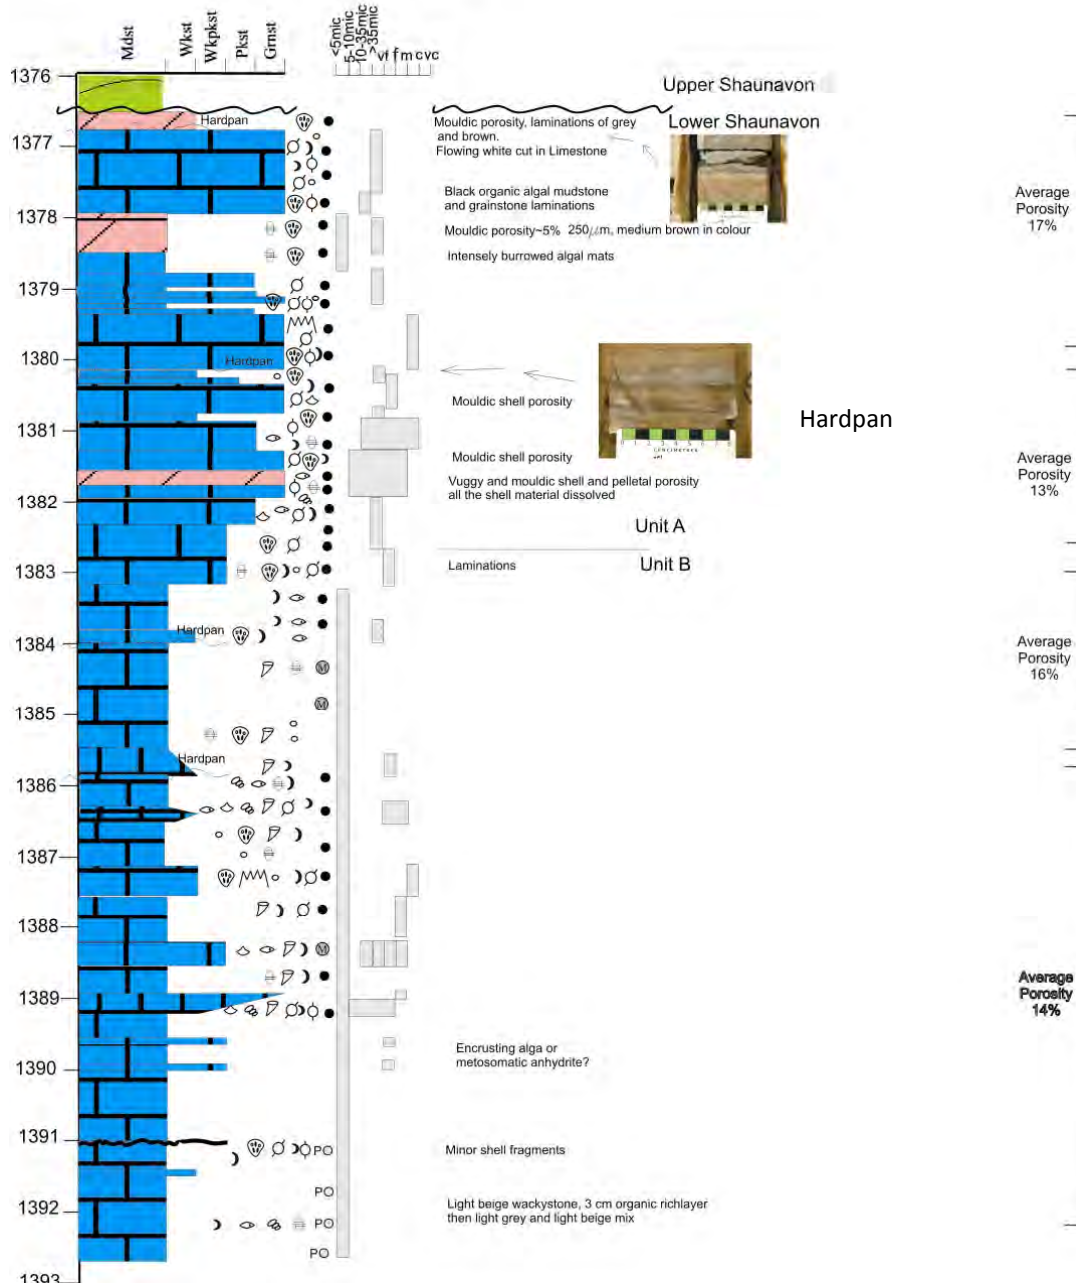 Mdst
Wkst
Wkpkst
Pkst
Grnst
<5mic
5-10mic
10-35mic
>35mic
vf f m c vc
1376
Upper Shaunavon
Hardpan
Mouldic porosity, laminations of grey
and brown.
Lower Shaunavon
1377
Flowing white cut in Limestone
Black organic algal mudstone
and grainstone laminations
Average
Porosity
17%
1378
Mouldic porosity~5% 250µm, medium brown in colour
Intensely burrowed algal mats
1379
1380
Hardpan
Mouldic shell porosity
Hardpan
1381
Mouldic shell porosity
Average
Porosity
13%
Vuggy and mouldic shell and pelletal porosity
all the shell material dissolved
1382
Unit A
1383
Laminations
Unit B
Hardpan
1384
M
Average
Porosity
16%
M
1385
Hardpan
1386
1387
1388
M
1389
Average
Porosity
14%
Encrusting alga or
metosomatic anhydrite?
1390
1391
PO
Minor shell fragments
PO
1392
Light beige wackystone, 3 cm organic richlayer
then light grey and light beige mix
PO
PO
1393